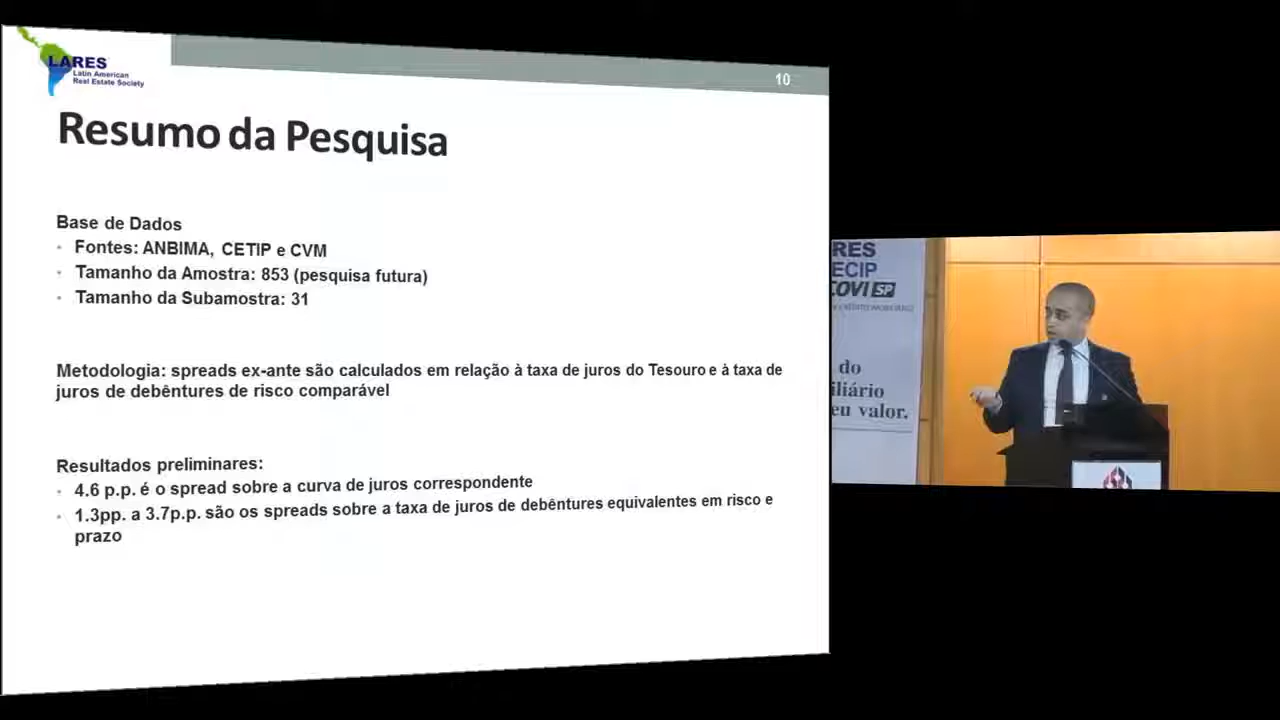 LARES
Latin American
Real Estate Society
10
Resumo da Pesquisa
Base de Dados
• Fontes: ANBIMA, CETIP e CVM
• Tamanho da Amostra: 853 (pesquisa futura)
• Tamanho da Subamostra: 31
Metodologia: spreads ex-ante são calculados em relação à taxa de juros do Tesouro e à taxa de
juros de debêntures de risco comparável
Resultados preliminares:
• 4.6 p.p. é o spread sobre a curva de juros correspondente
• 1.3pp. a 3.7p.p. são os spreads sobre a taxa de juros de debêntures equivalentes em risco e
prazo
RES
ECIP
COVI SP
do
iliário
eu valor.